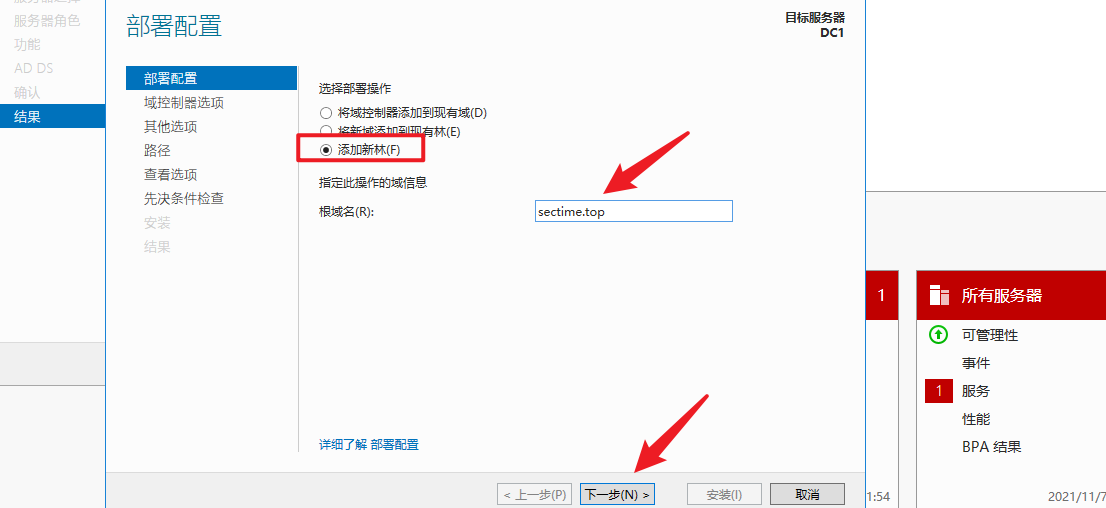 服务器角色
功能
AD DS
确认
结果
部署配置
目标服务器
DC1
部署配置
域控制器选项
其他选项
路径
查看选项
先决条件检查
安装
结果
选择部署操作
将域控制器添加到现有域(D)
将新域添加到现有林(E)
添加新林(F)
指定此操作的域信息
根域名(R):
sectime.top
详细了解 部署配置
< 上一步(P)
下一步(N) >
安装(I)
取消
1
1:54
所有服务器
可管理性
事件
1 服务
性能
BPA 结果
2021/11/7